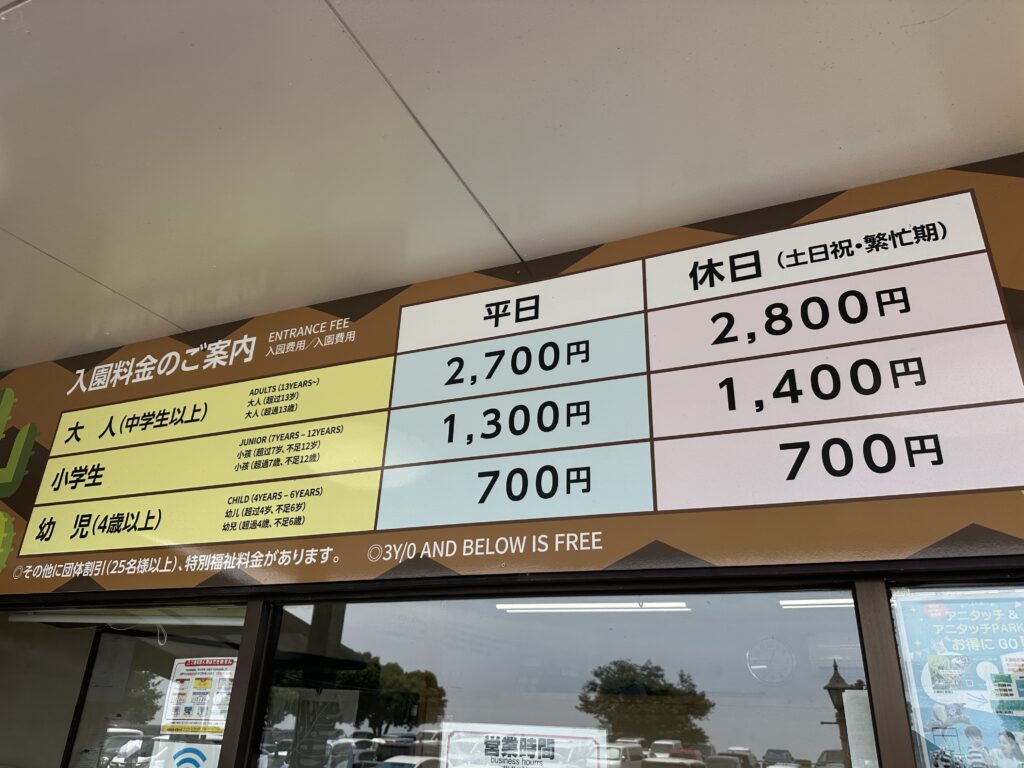 入園料金のご案内 ENTRANCE FEE
入园费用／入園費用
平日 休日（土日祝・繁忙期）
大 人（中学生以上） ADULTS（13YEARS~） 2,700円 2,800円
大人（超过13岁）
大人（超過13歳）
小学生 JUNIOR（7YEARS – 12YEARS） 1,300円 1,400円
小孩（超过7岁、不足12岁）
小孩（超過7歳、不足12歳）
幼 児（4歳以上） CHILD（4YEARS – 6YEARS） 700円 700円
幼儿（超过4岁、不足6岁）
幼兒（超過4歳、不足6歳）
◎その他に団体割引（25名様以上）、特別福祉料金があります。 ◎3Y/0 AND BELOW IS FREE
アニタッチ &
アニタッチPARK
お得に GO
営業時間
business hours